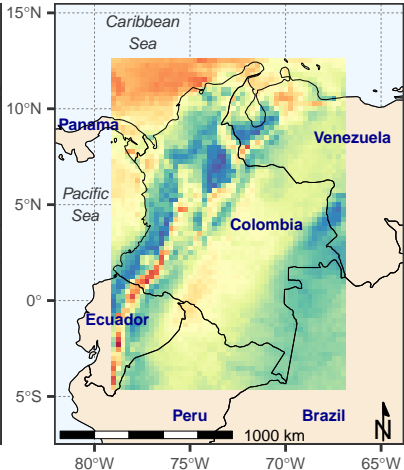 15°N
Caribbean
Sea
10°N
Panama
Venezuela
Pacific
Sea
5°N
Colombia
0°
Ecuador
5°S
Peru
Brazil
N
1000 km
80°W
75°W
70°W
65°W